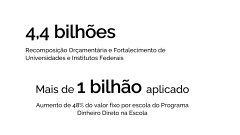 4,4 bilhões
Recomposição Orçamentária e Fortalecimento de
Universidades e Institutos Federais
Mais de 1 bilhão aplicado
Aumento de 48% do valor fixo por escola do Programa
Dinheiro Direto na Escola